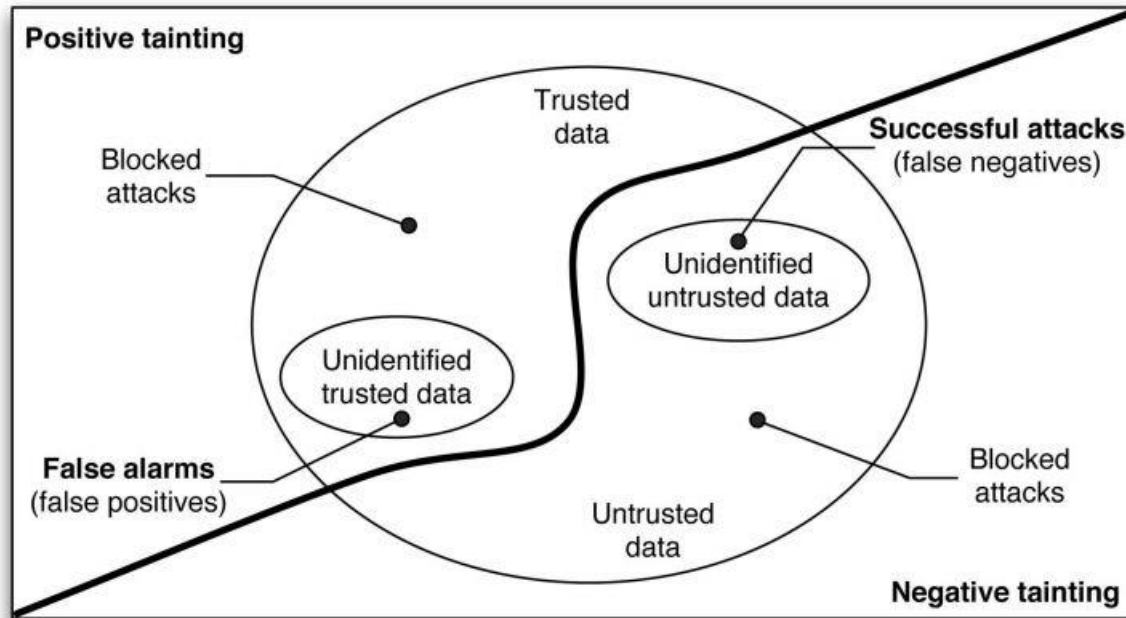 Positive tainting
Trusted
data
Successful attacks
(false negatives)
Blocked
attacks
Unidentified
untrusted data
Unidentified
trusted data
False alarms
(false positives)
Blocked
attacks
Untrusted
data
Negative tainting